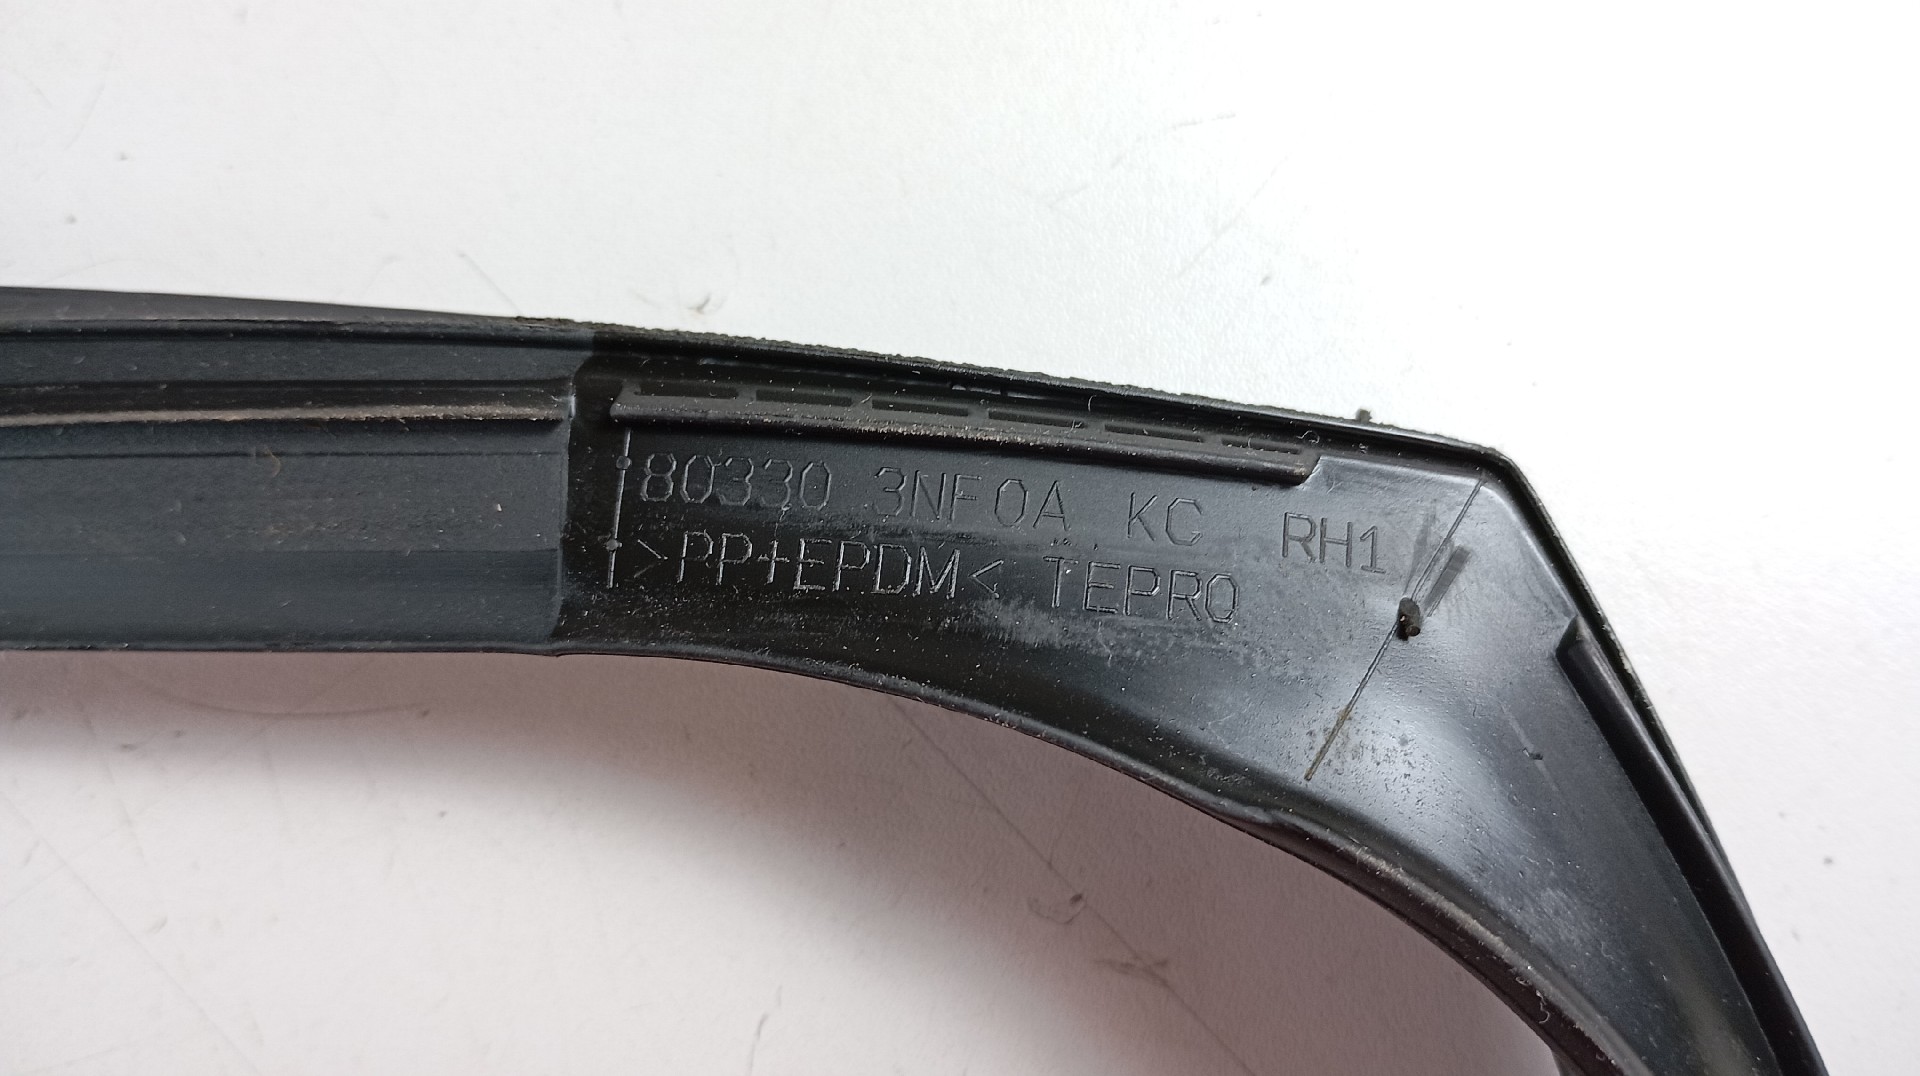 80330 3NF0A KC RH1
>PP+EPDM< TEPRO